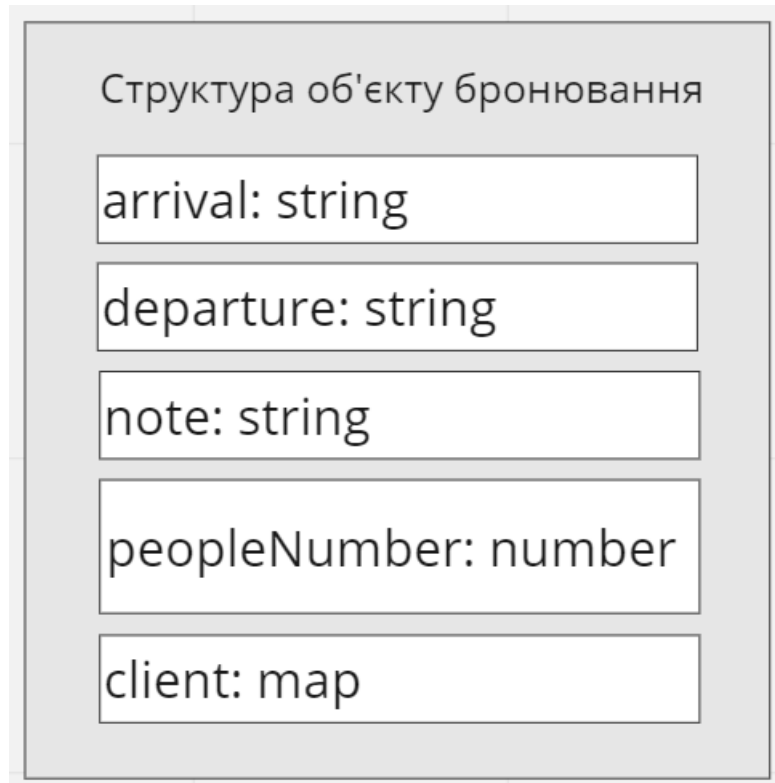 Структура об'єкту бронювання
arrival: string
departure: string
note: string
peopleNumber: number
client: map